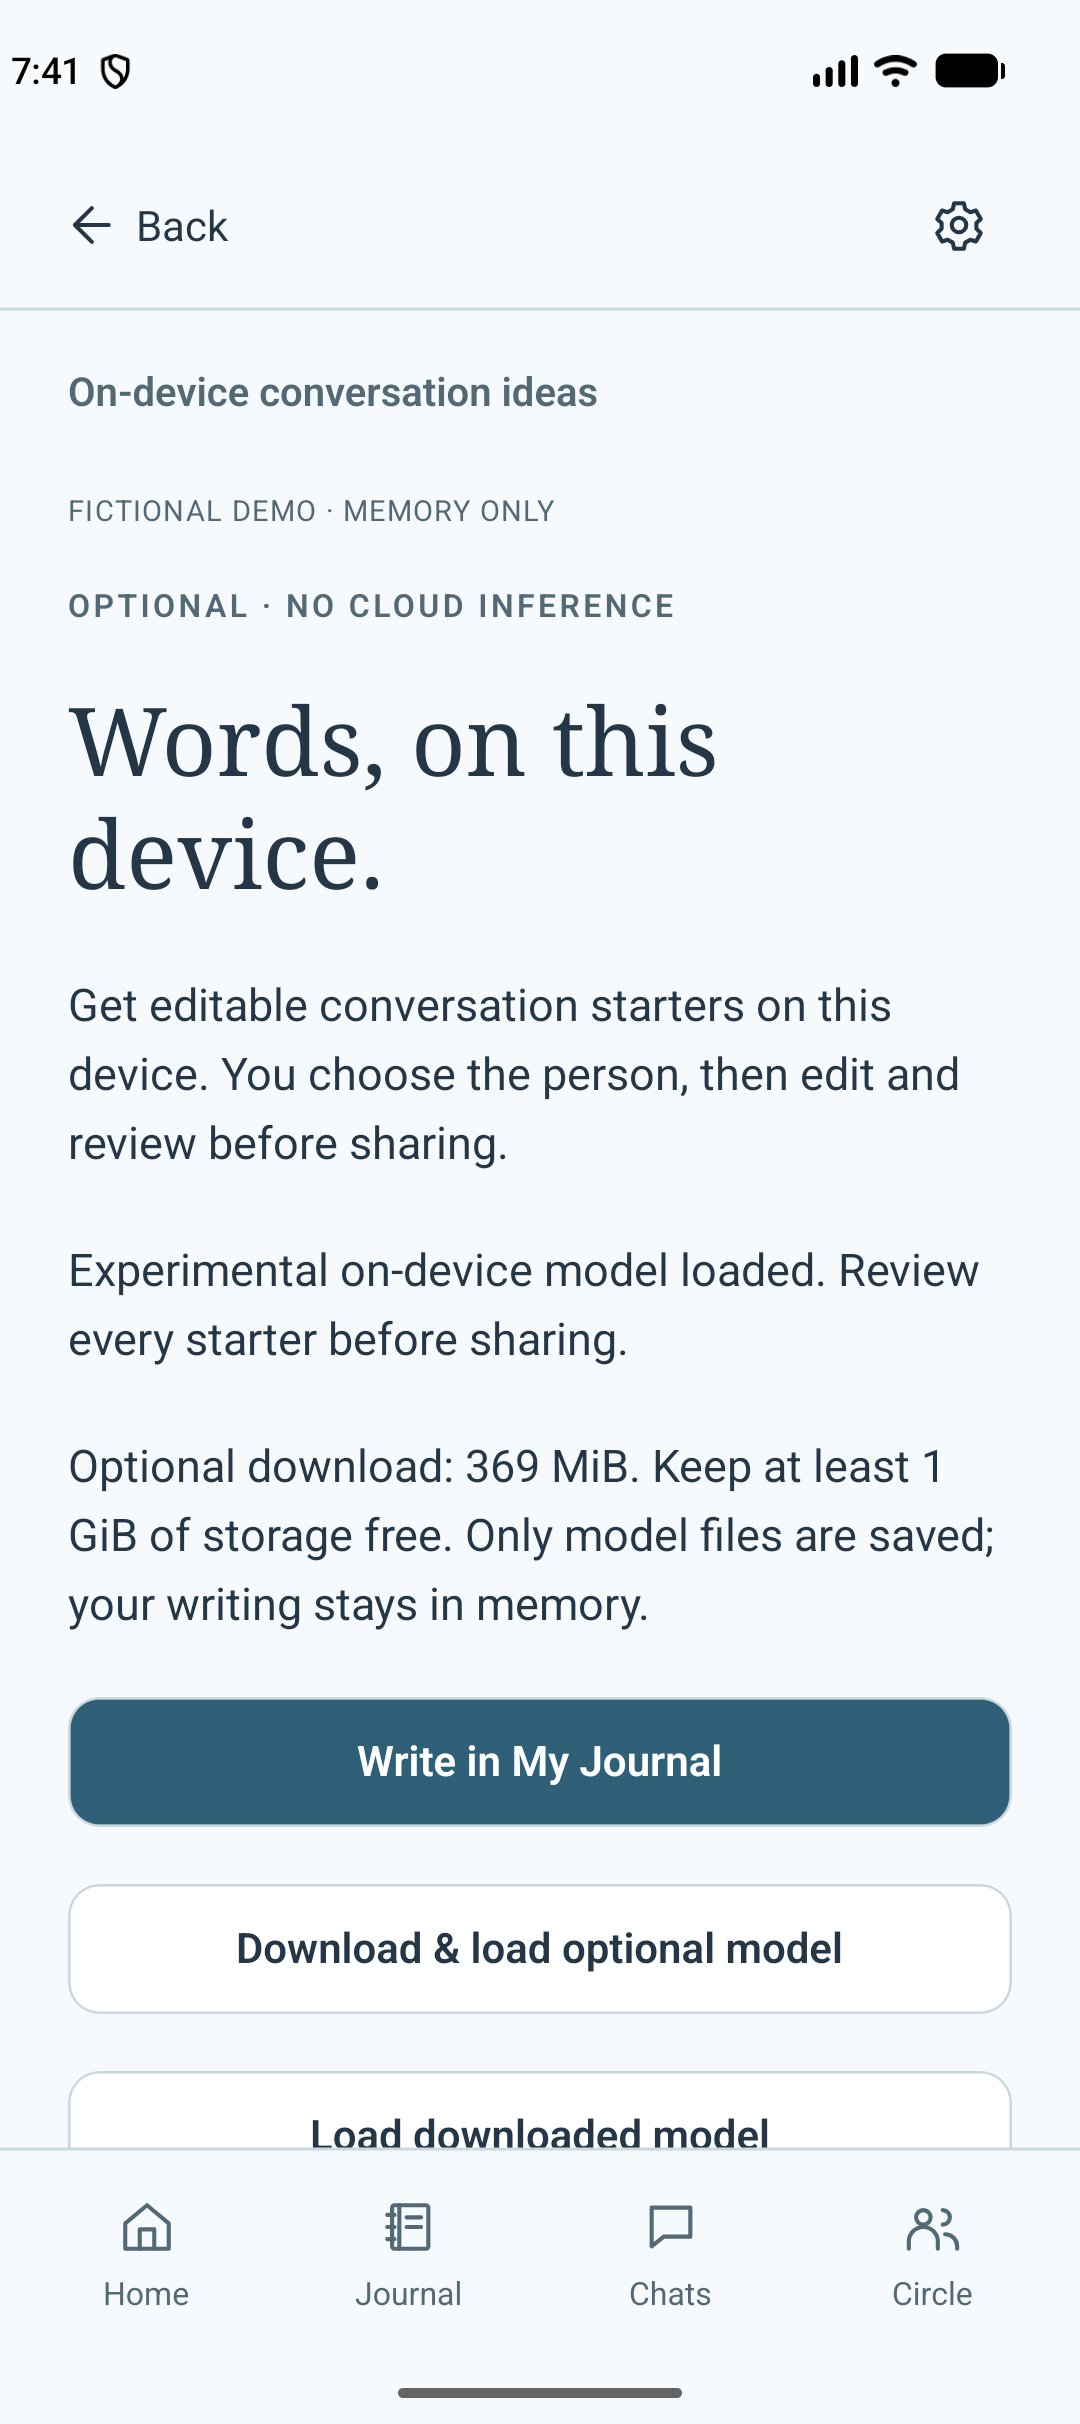 7:41
Back
On-device conversation ideas
FICTIONAL DEMO · MEMORY ONLY
OPTIONAL · NO CLOUD INFERENCE
Words, on this
device.
Get editable conversation starters on this
device. You choose the person, then edit and
review before sharing.
Experimental on-device model loaded. Review
every starter before sharing.
Optional download: 369 MiB. Keep at least 1
GiB of storage free. Only model files are saved;
your writing stays in memory.
Write in My Journal
Download & load optional model
Load downloaded model
Home
Journal
Chats
Circle